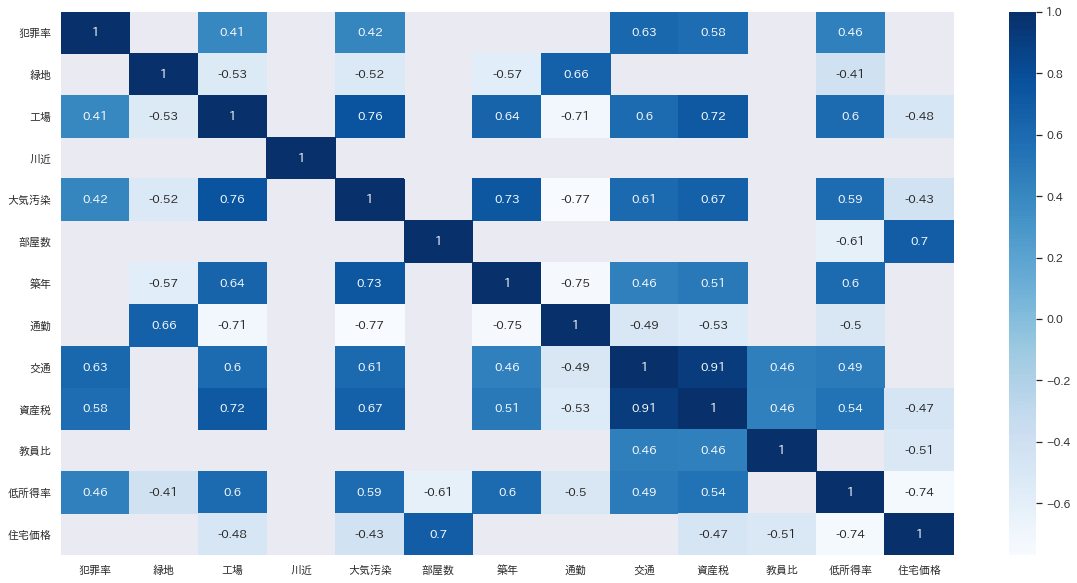 1.0
犯罪率 1 0.41 0.42 0.63 0.58 0.46
緑地 1 -0.53 -0.52 -0.57 0.66 -0.41
0.8
工場 0.41 -0.53 1 0.76 0.64 -0.71 0.6 0.72 0.6 -0.48
0.6
川近 1
大気汚染 0.42 -0.52 0.76 1 0.73 -0.77 0.61 0.67 0.59 -0.43
0.4
部屋数 1 -0.61 0.7
0.2
築年 -0.57 0.64 0.73 1 -0.75 0.46 0.51 0.6
0.0
通勤 0.66 -0.71 -0.77 -0.75 1 -0.49 -0.53 -0.5
交通 0.63 0.6 0.61 0.46 -0.49 1 0.91 0.46 0.49
−0.2
資産税 0.58 0.72 0.67 0.51 -0.53 0.91 1 0.46 0.54 -0.47
−0.4
教員比 0.46 0.46 1 -0.51
低所得率 0.46 -0.41 0.6 0.59 -0.61 0.6 -0.5 0.49 0.54 1 -0.74
−0.6
住宅価格 -0.48 -0.43 0.7 -0.47 -0.51 -0.74 1
犯罪率 緑地 工場 川近 大気汚染 部屋数 築年 通勤 交通 資産税 教員比 低所得率 住宅価格